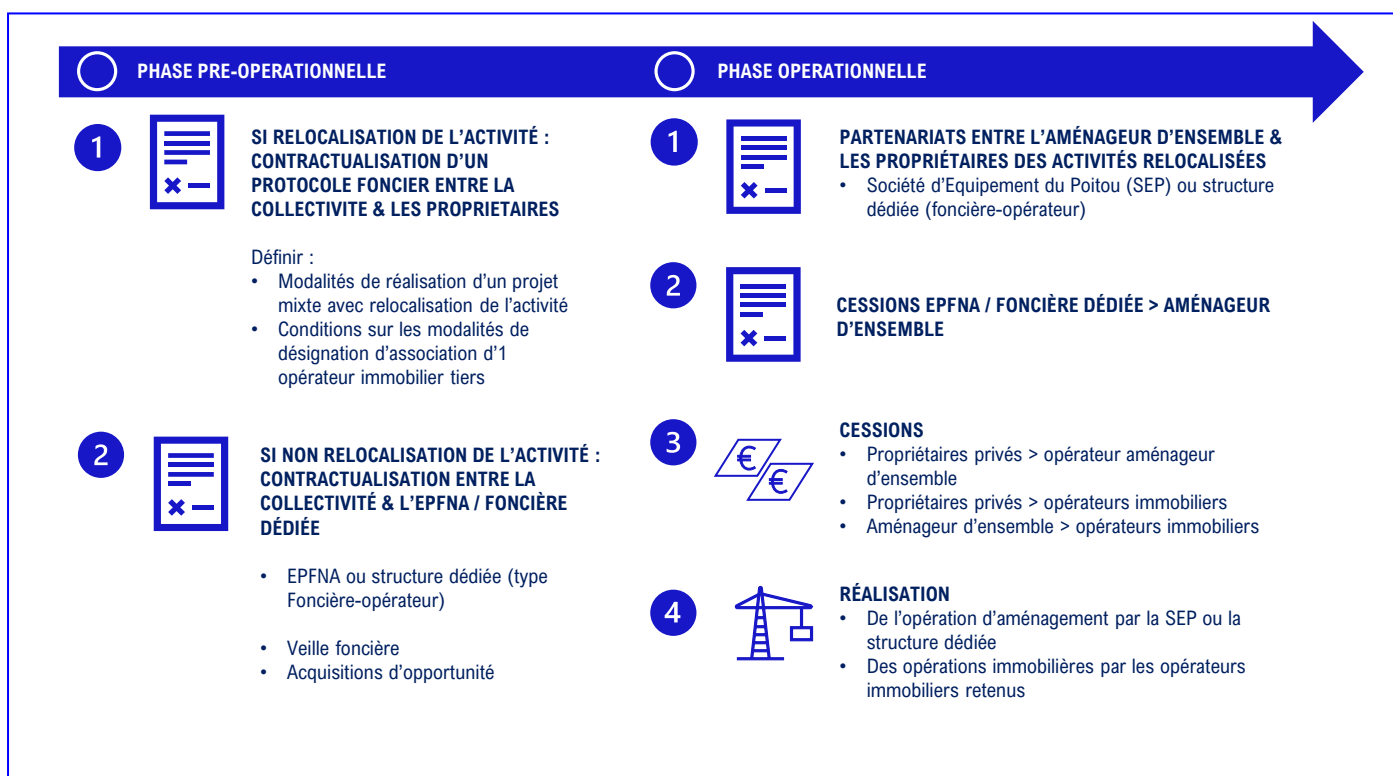 PHASE PRE-OPERATIONNELLE
1
SI RELOCALISATION DE L'ACTIVITÉ :
CONTRACTUALISATION D'UN
PROTOCOLE FONCIER ENTRE LA
COLLECTIVITE & LES PROPRIETAIRES
Définir :
• Modalités de réalisation d'un projet
mixte avec relocalisation de l'activité
• Conditions sur les modalités de
désignation d'association d'1
opérateur immobilier tiers
2
SI NON RELOCALISATION DE L'ACTIVITÉ :
CONTRACTUALISATION ENTRE LA
COLLECTIVITÉ & L'EPFNA / FONCIÈRE
DÉDIÉE
• EPFNA ou structure dédiée (type
Foncière-opérateur)
• Veille foncière
• Acquisitions d'opportunité
PHASE OPERATIONNELLE
1
PARTENARIATS ENTRE L'AMÉNAGEUR D'ENSEMBLE &
LES PROPRIÉTAIRES DES ACTIVITÉS RELOCALISÉES
• Société d'Equipement du Poitou (SEP) ou structure
dédiée (foncière-opérateur)
2
CESSIONS EPFNA / FONCIÈRE DÉDIÉE > AMÉNAGEUR
D'ENSEMBLE
3
€
€
CESSIONS
• Propriétaires privés > opérateur aménageur
d'ensemble
• Propriétaires privés > opérateurs immobiliers
• Aménageur d'ensemble > opérateurs immobiliers
4
RÉALISATION
• De l'opération d'aménagement par la SEP ou la
structure dédiée
• Des opérations immobilières par les opérateurs
immobiliers retenus